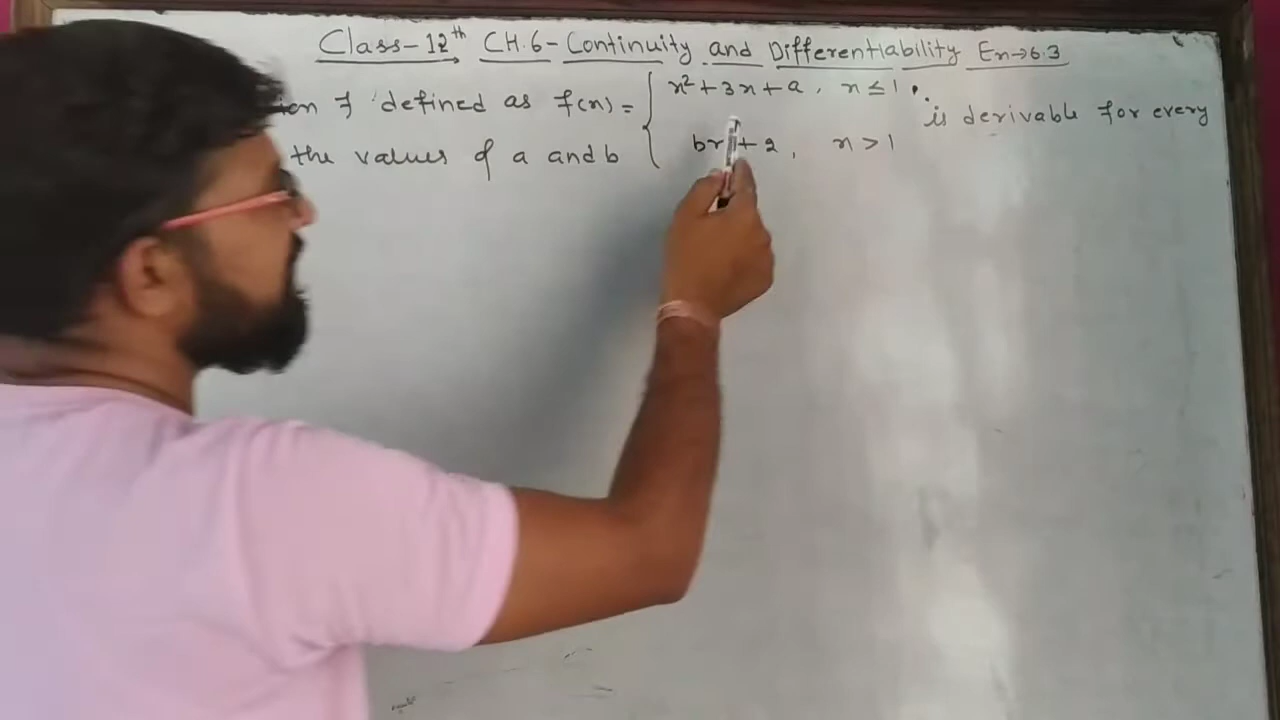 Class-12th CH.6-Continuity and Differentiability Ex→6.3
f defined as f(x)= { x²+3x+a, x≤1
bx+2, x>1
is derivable for every
the values of a and b